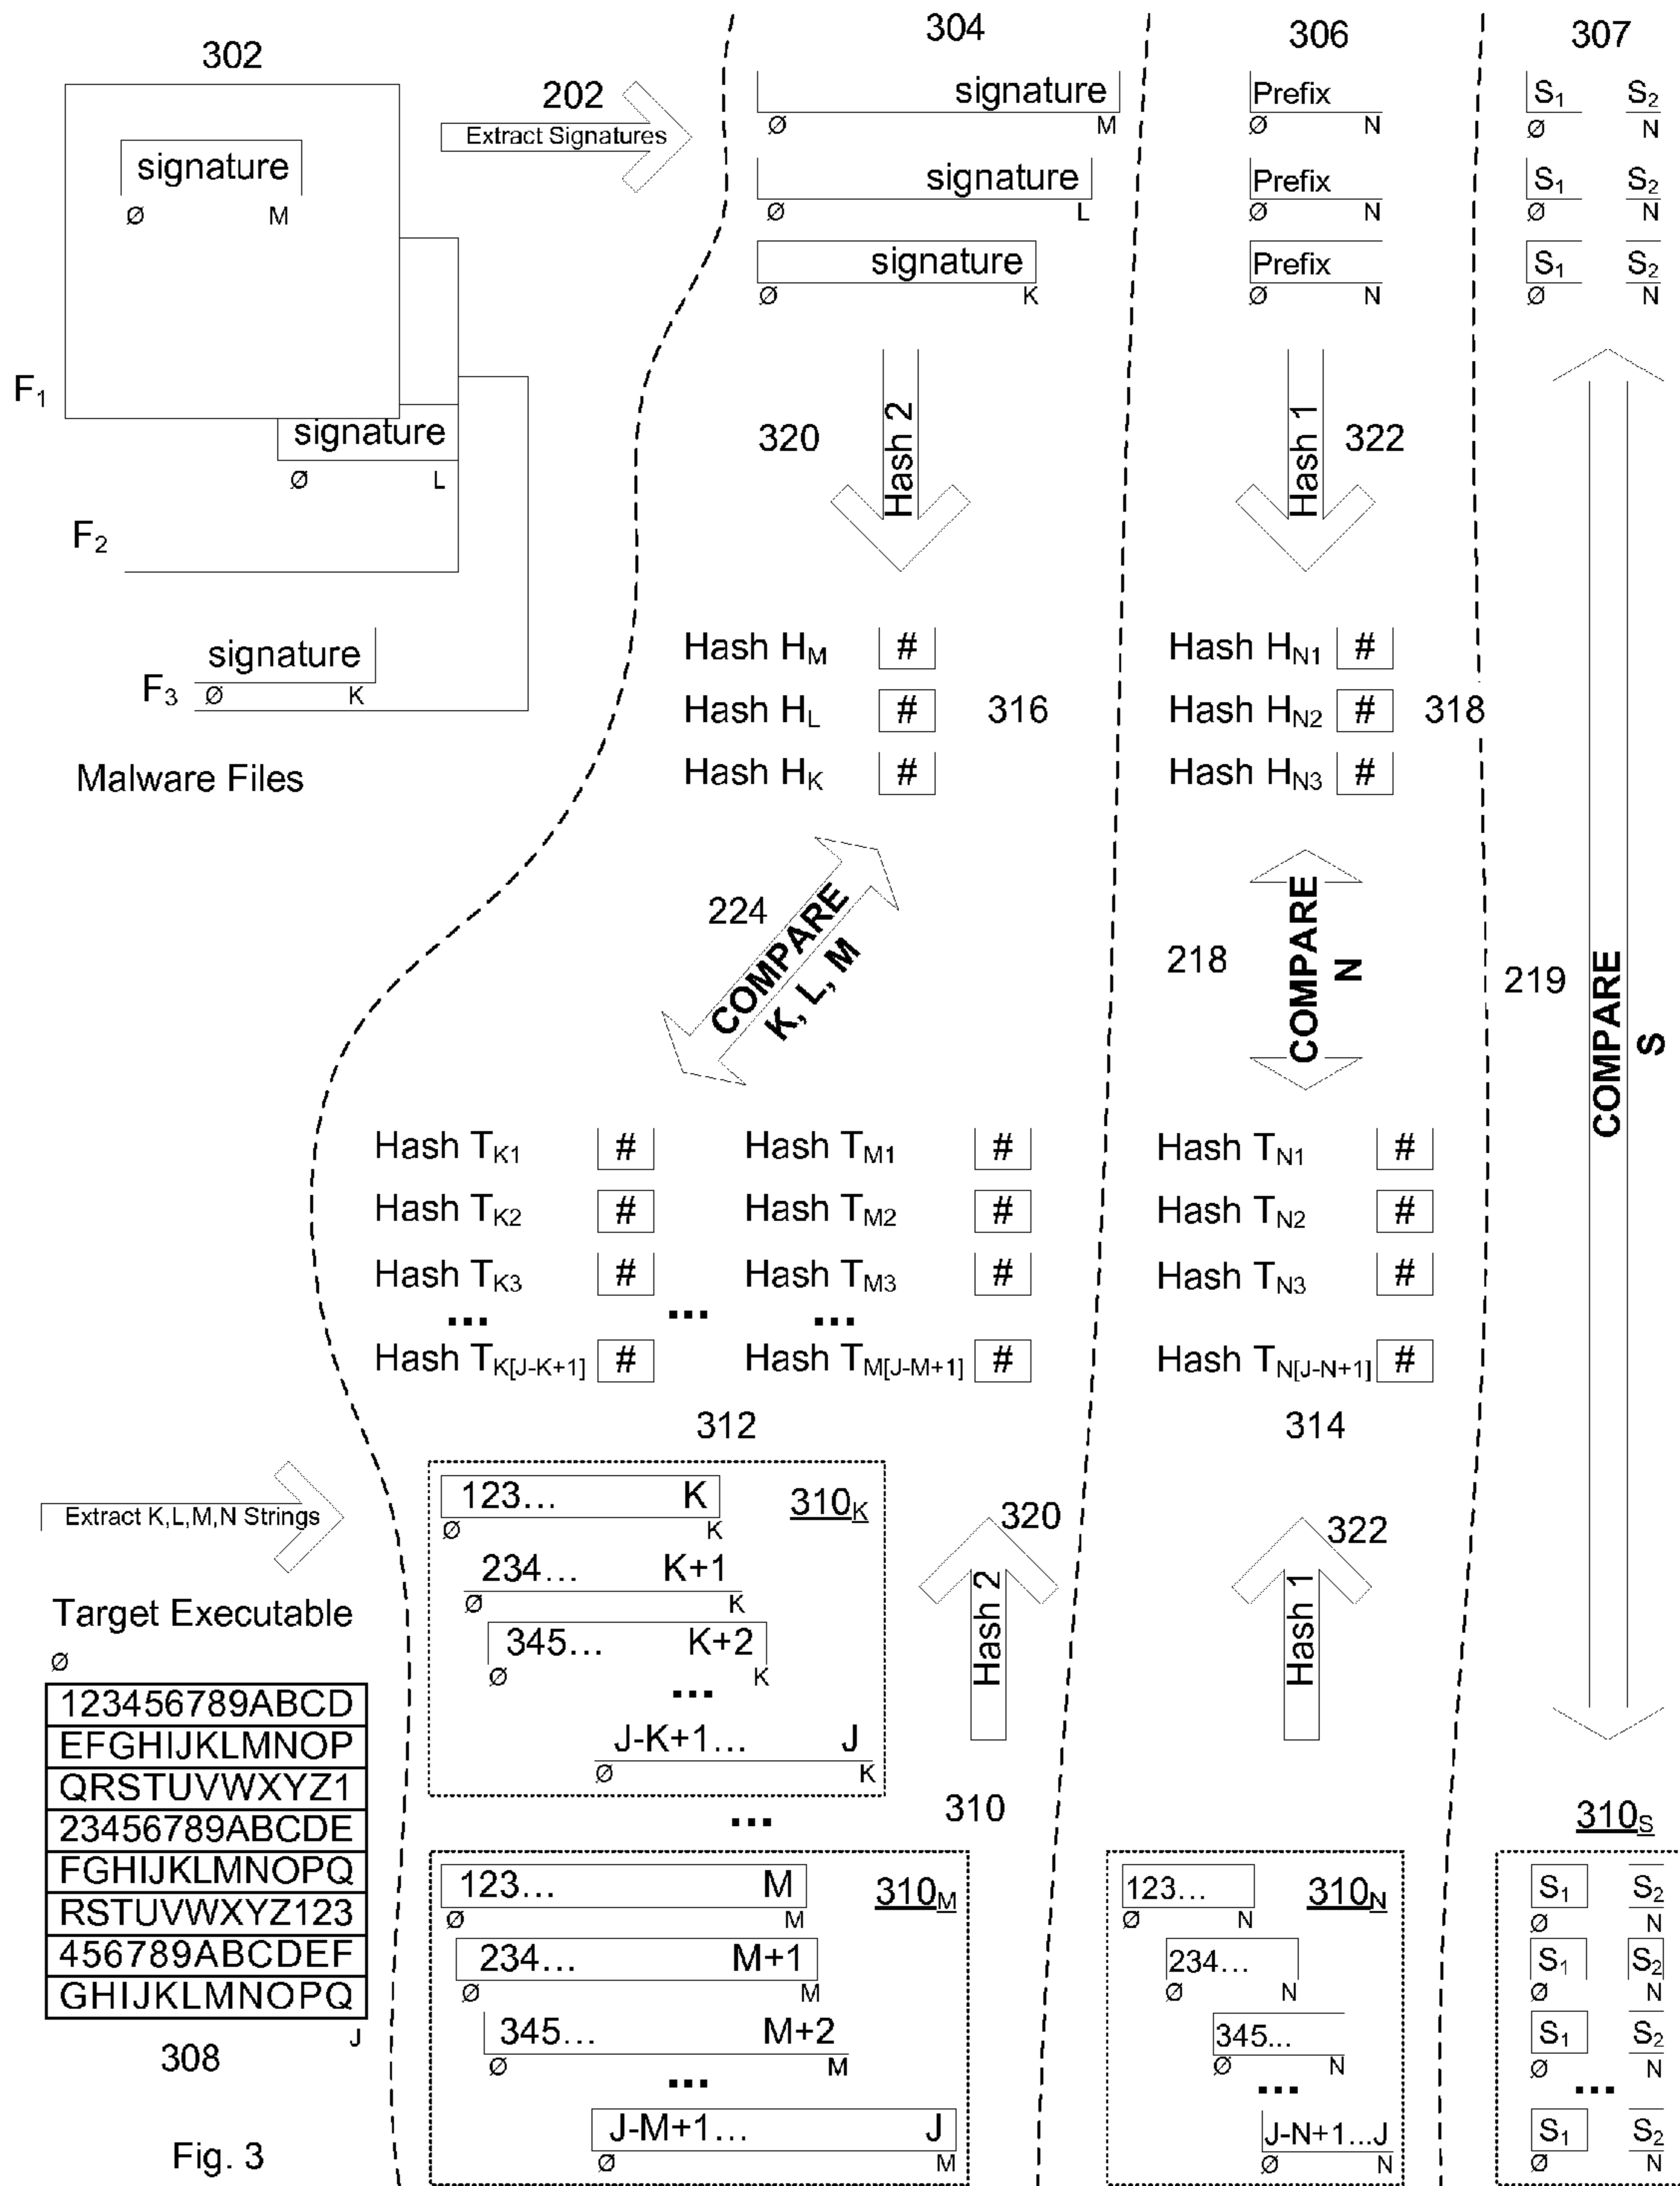 302
signature
Ø M
F1
signature
Ø L
F2
signature
F3 Ø K
Malware Files
202
Extract Signatures
304
signature
Ø M
signature
Ø L
signature
Ø K
320
Hash 2
Hash HM #
Hash HL # 316
Hash HK #
224
COMPARE
K, L, M
306
Prefix
Ø N
Prefix
Ø N
Prefix
Ø N
Hash 1
322
Hash HN1 #
Hash HN2 # 318
Hash HN3 #
218
COMPARE
N
307
S1 S2
Ø N
S1 S2
Ø N
S1 S2
Ø N
219
COMPARE
S
Hash TK1 # Hash TM1 #
Hash TK2 # Hash TM2 #
Hash TK3 # Hash TM3 #
... ... ...
Hash TK[J-K+1] # Hash TM[J-M+1] #
312
Hash TN1 #
Hash TN2 #
Hash TN3 #
Hash TN[J-N+1] #
314
Extract K,L,M,N Strings
Target Executable
Ø
123456789ABCD
EFGHIJKLMNOP
QRSTUVWXYZ1
23456789ABCDE
FGHIJKLMNOPQ
RSTUVWXYZ123
456789ABCDEF
GHIJKLMNOPQ
J
308
Fig. 3
123... K 310K
Ø K
234... K+1
Ø K
345... K+2
Ø K
...
J-K+1... J
Ø K
...
320
Hash 2
310
123... M 310M
Ø M
234... M+1
Ø M
345... M+2
Ø M
...
J-M+1... J
Ø M
322
Hash 1
123... 310N
Ø N
234...
Ø N
345...
Ø N
...
J-N+1...J
Ø N
310S
S1 S2
Ø N
S1 S2
Ø N
S1 S2
Ø N
...
S1 S2
Ø N